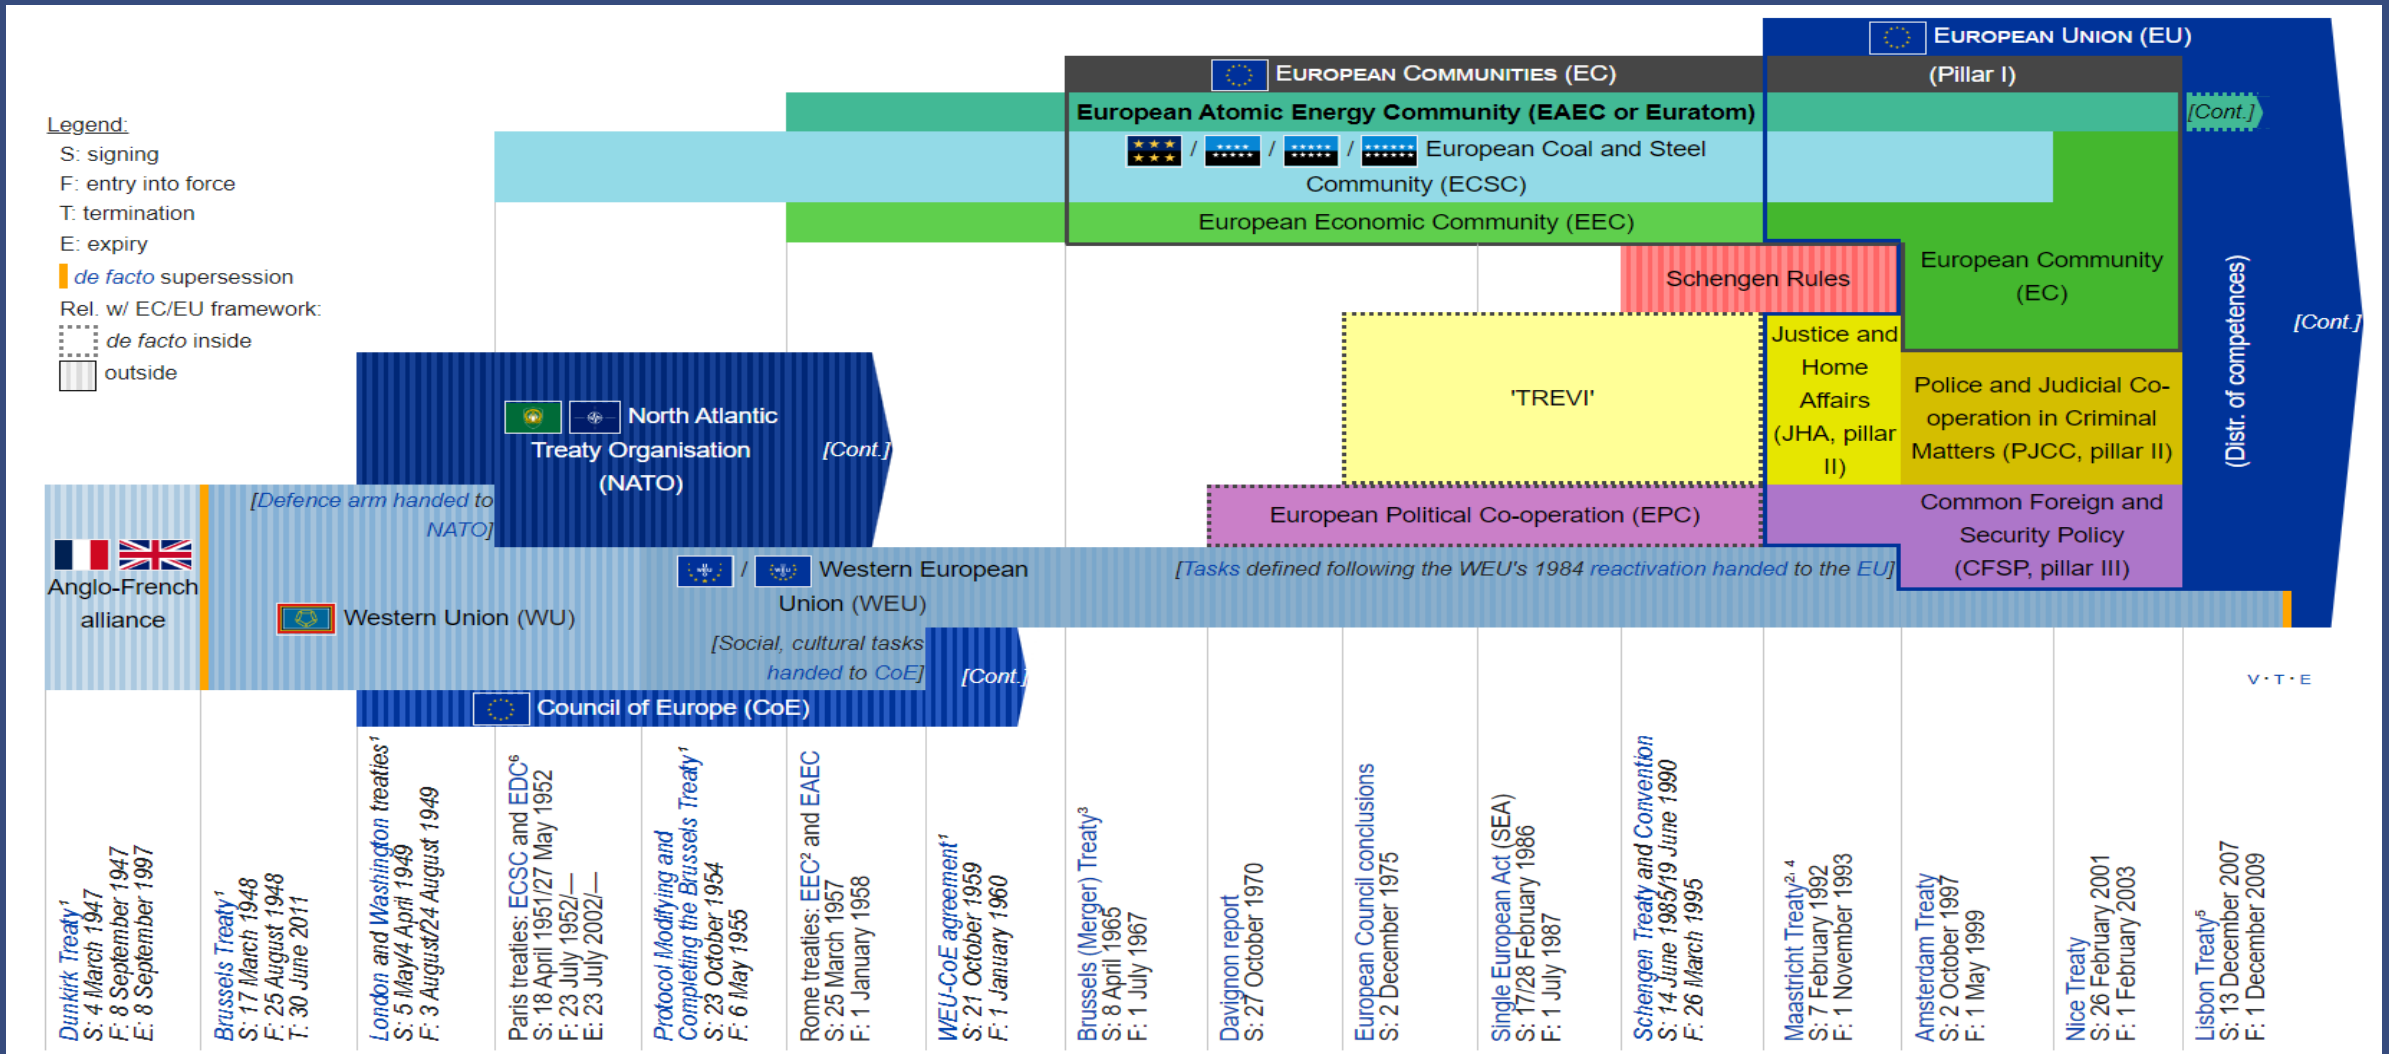 EUROPEAN UNION (EU)
EUROPEAN COMMUNITIES (EC)
(Pillar I)
European Atomic Energy Community (EAEC or Euratom)
[Cont.]
/ / / European Coal and Steel
Community (ECSC)
European Economic Community (EEC)
Legend:
S: signing
F: entry into force
T: termination
E: expiry
de facto supersession
Rel. w/ EC/EU framework:
de facto inside
outside
Schengen Rules
European Community
(EC)
(Distr. of competences)
[Cont.]
'TREVI'
Justice and
Home
Affairs
(JHA, pillar
II)
Police and Judicial Co-
operation in Criminal
Matters (PJCC, pillar II)
North Atlantic
Treaty Organisation
(NATO)
[Cont.]
[Defence arm handed to
NATO]
European Political Co-operation (EPC)
Common Foreign and
Security Policy
(CFSP, pillar III)
Anglo-French
alliance
Western Union (WU)
/ Western European
Union (WEU)
[Tasks defined following the WEU's 1984 reactivation handed to the EU]
[Social, cultural tasks
handed to CoE]
[Cont.]
Council of Europe (CoE)
V · T · E
Dunkirk Treaty¹
S: 4 March 1947
F: 8 September 1947
E: 8 September 1997
Brussels Treaty¹
S: 17 March 1948
F: 25 August 1948
T: 30 June 2011
London and Washington treaties¹
S: 5 May/4 April 1949
F: 3 August/24 August 1949
Paris treaties: ECSC and EDC⁶
S: 18 April 1951/27 May 1952
F: 23 July 1952/—
E: 23 July 2002/—
Protocol Modifying and
Completing the Brussels Treaty¹
S: 23 October 1954
F: 6 May 1955
Rome treaties: EEC² and EAEC
S: 25 March 1957
F: 1 January 1958
WEU-CoE agreement¹
S: 21 October 1959
F: 1 January 1960
Brussels (Merger) Treaty³
S: 8 April 1965
F: 1 July 1967
Davignon report
S: 27 October 1970
European Council conclusions
S: 2 December 1975
Single European Act (SEA)
S: 17/28 February 1986
F: 1 July 1987
Schengen Treaty and Convention
S: 14 June 1985/19 June 1990
F: 26 March 1995
Maastricht Treaty²˒ ⁴
S: 7 February 1992
F: 1 November 1993
Amsterdam Treaty
S: 2 October 1997
F: 1 May 1999
Nice Treaty
S: 26 February 2001
F: 1 February 2003
Lisbon Treaty⁵
S: 13 December 2007
F: 1 December 2009